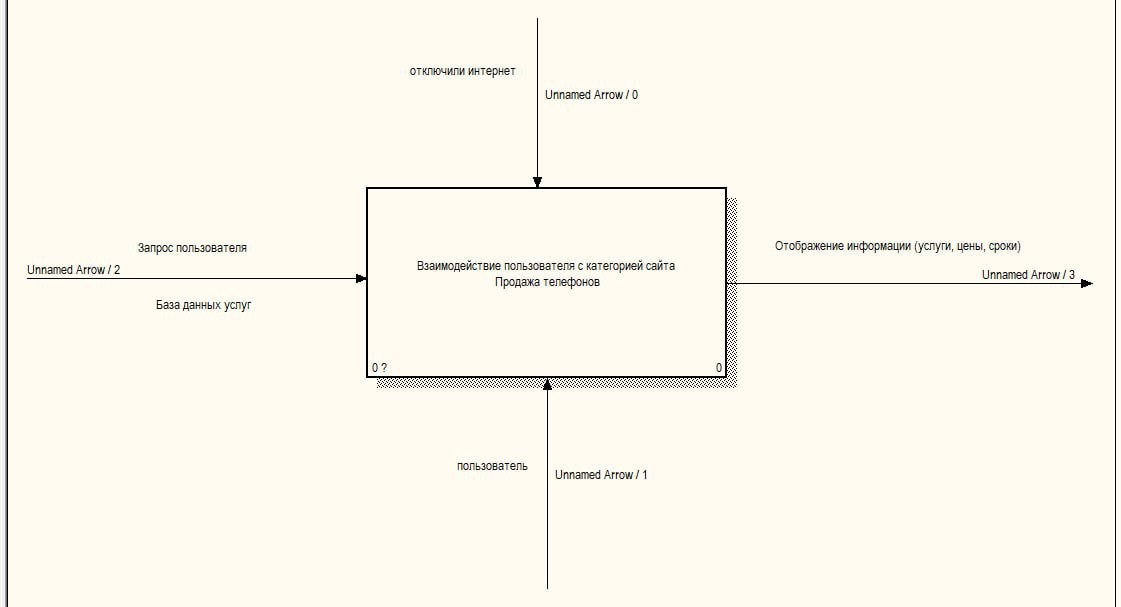 отключили интернет
Unnamed Arrow / 0
Запрос пользователя
Unnamed Arrow / 2
База данных услуг
Взаимодействие пользователя с категорией сайта
Продажа телефонов
0 ?
0
Отображение информации (услуги, цены, сроки)
Unnamed Arrow / 3
пользователь
Unnamed Arrow / 1